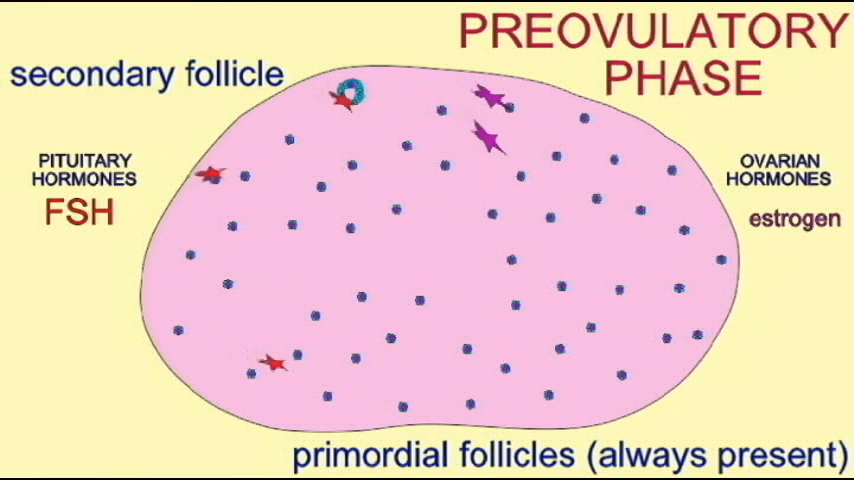 PREOVULATORY
PHASE
secondary follicle
PITUITARY
HORMONES
FSH
OVARIAN
HORMONES
estrogen
primordial follicles (always present)